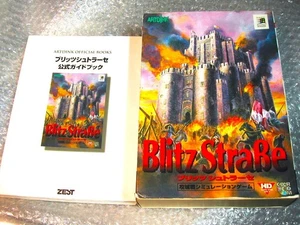 ARTDINK OFFICIAL BOOKS
ブリッツシュトラーセ
公式ガイドブック
Blitz Straße
ZEST
ARTDINK
Blitz Straße
ブリッツシュトラーセ
攻城戦シミュレーションゲーム
HD